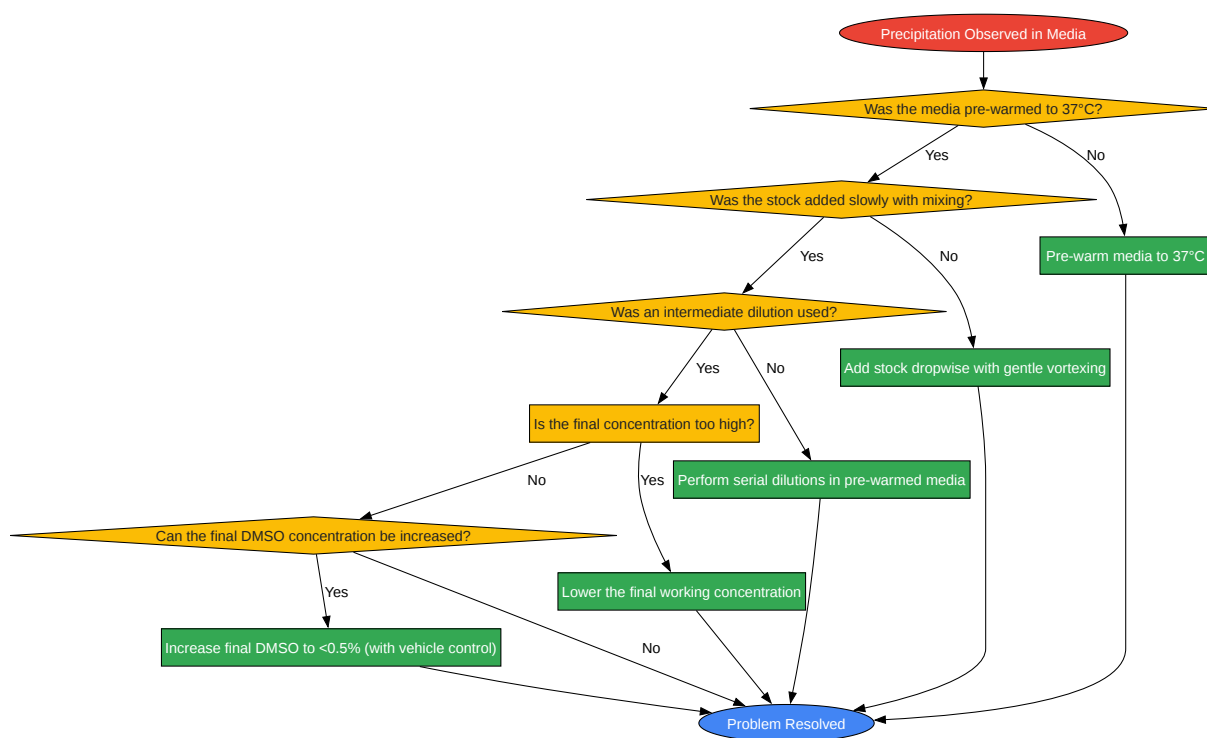 Precipitation Observed in Media
Was the media pre-warmed to 37°C?
Yes
No
Was the stock added slowly with mixing?
Pre-warm media to 37°C
Yes
No
Was an intermediate dilution used?
Add stock dropwise with gentle vortexing
Yes
No
Is the final concentration too high?
Perform serial dilutions in pre-warmed media
No
Yes
Can the final DMSO concentration be increased?
Lower the final working concentration
Yes
Increase final DMSO to <0.5% (with vehicle control)
No
Problem Resolved